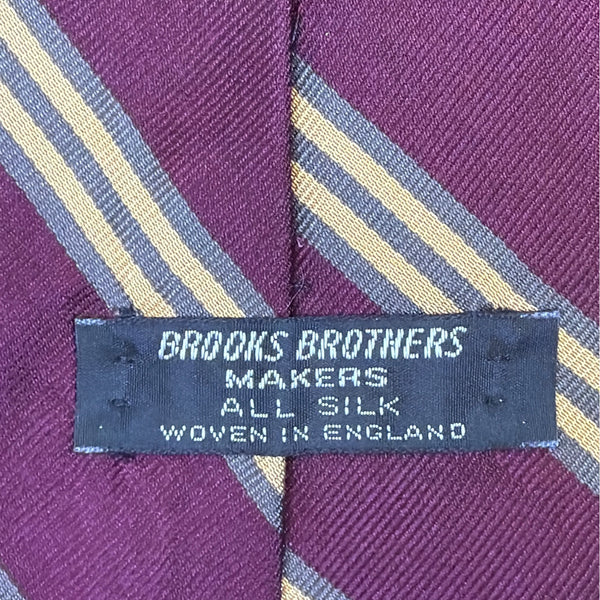 BROOKS BROTHERS
MAKERS
ALL SILK
WOVEN IN ENGLAND